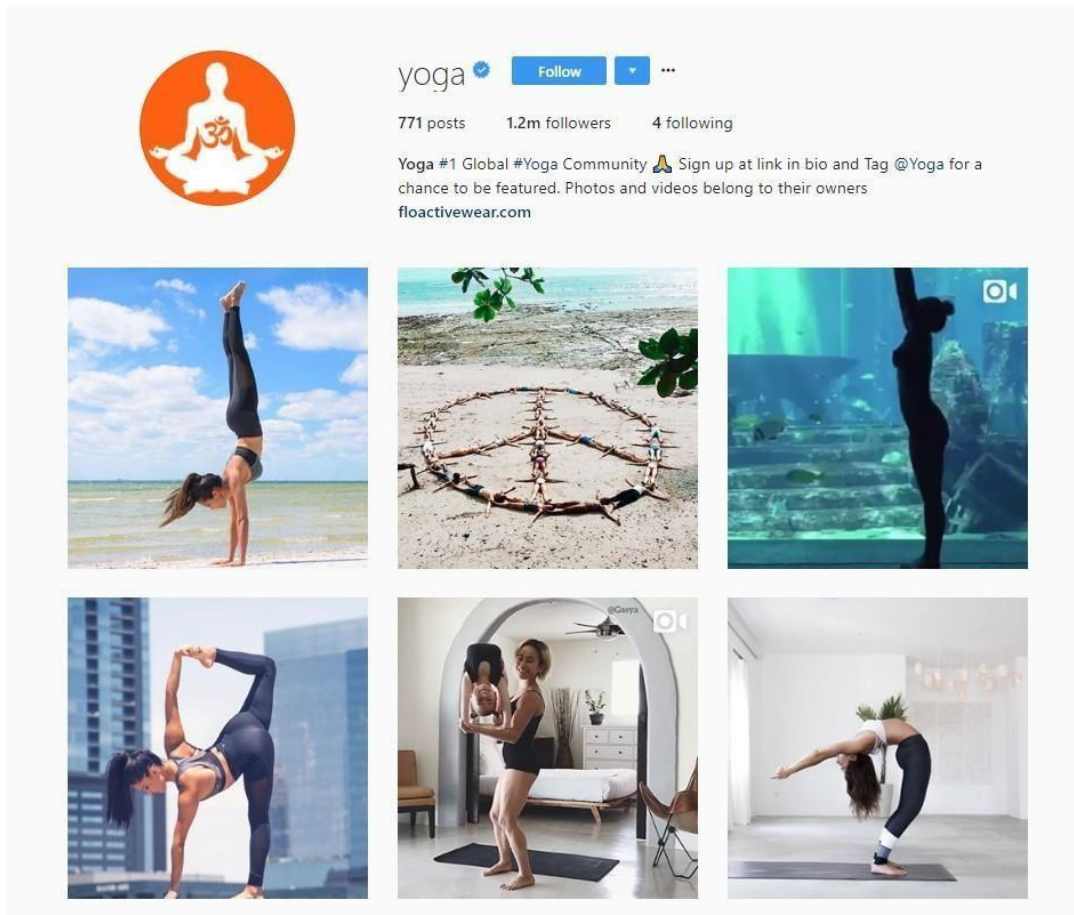 yoga Follow
771 posts 1.2m followers 4 following
Yoga #1 Global #Yoga Community 🙏 Sign up at link in bio and Tag @Yoga for a
chance to be featured. Photos and videos belong to their owners
floactivewear.com
ॐ